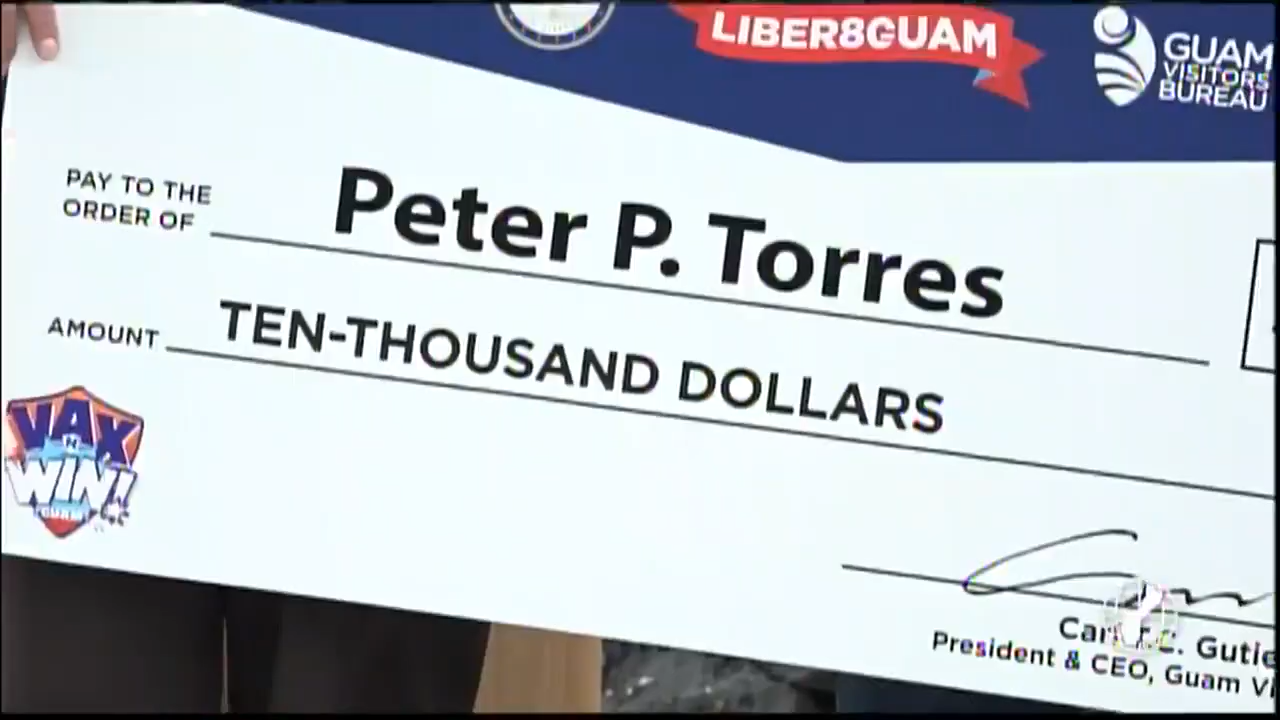 LIBER8GUAM
GUAM
VISITORS
BUREAU
PAY TO THE
ORDER OF
Peter P. Torres
AMOUNT
TEN-THOUSAND DOLLARS
VAX
N
WIN!
GUAM
President & CEO, Guam